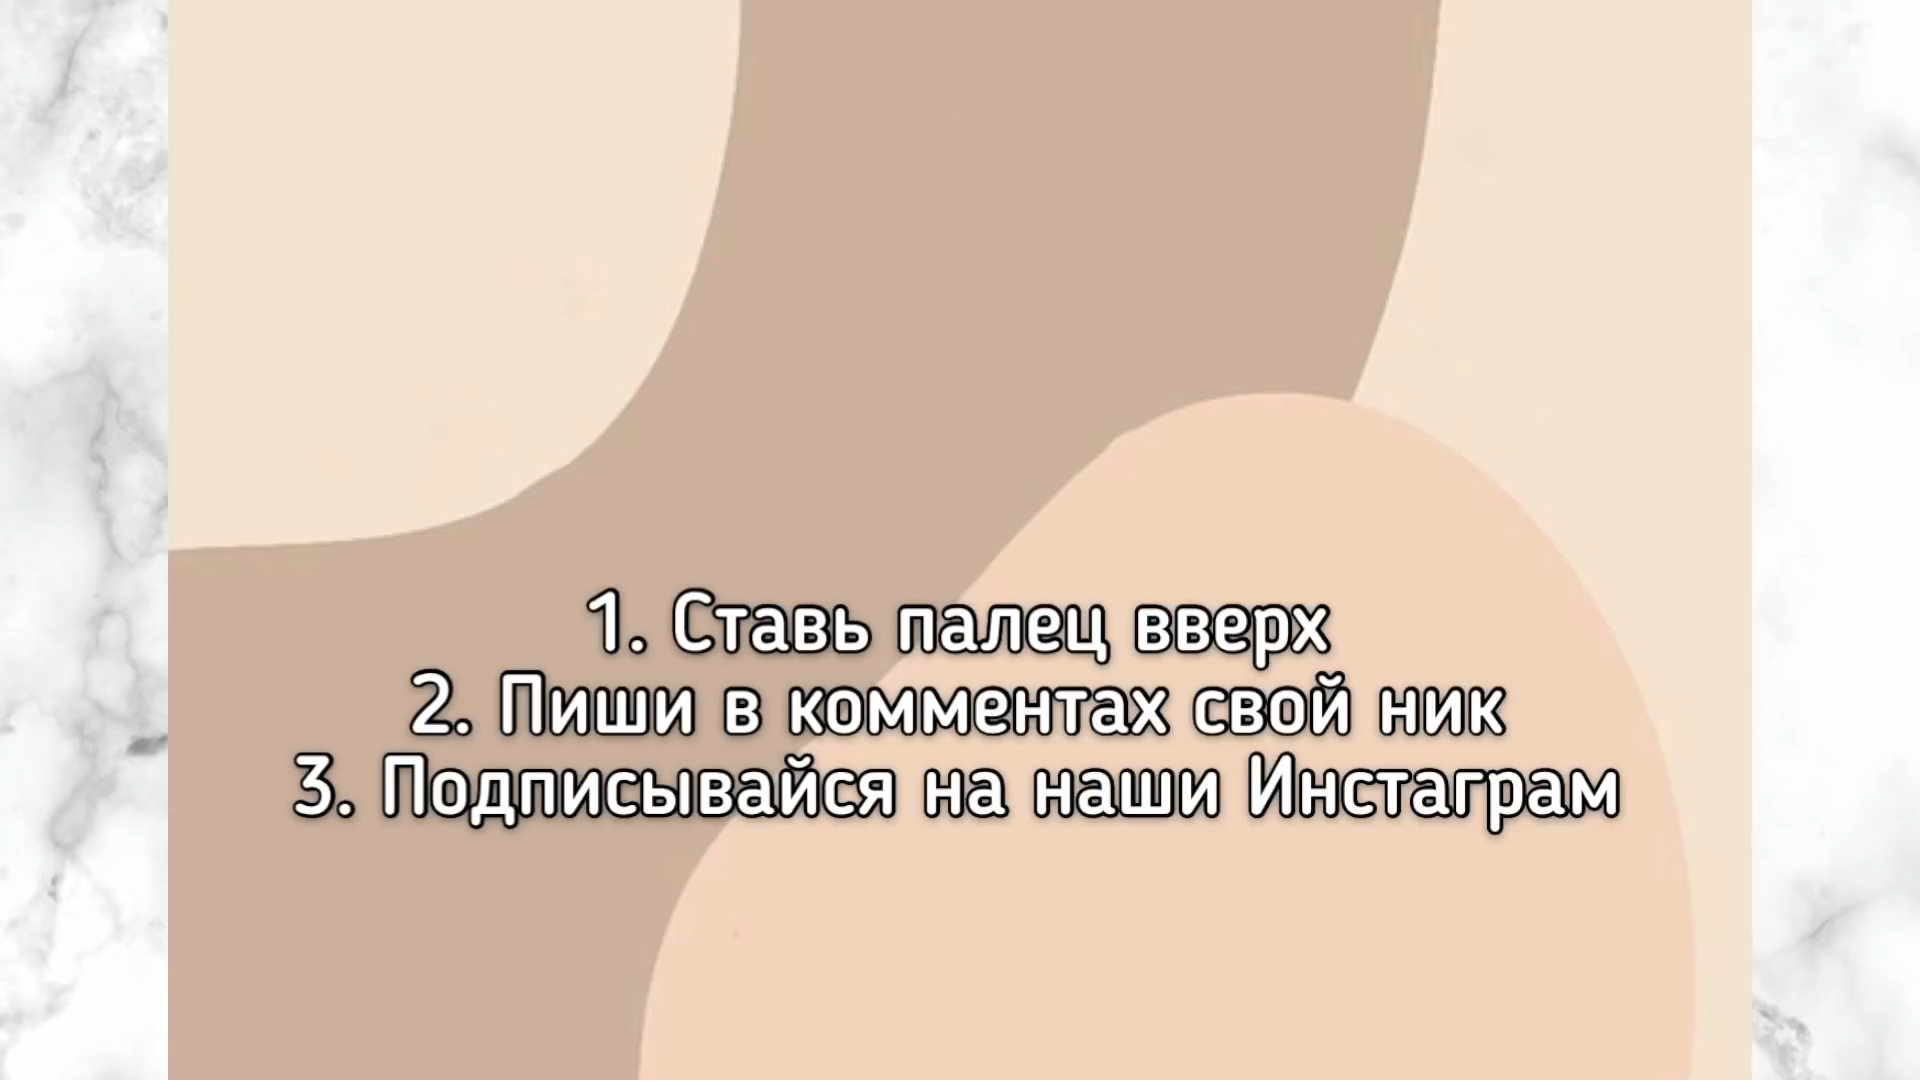 1. Ставь палец вверх
2. Пиши в комментах свой ник
3. Подписывайся на наши Инстаграм